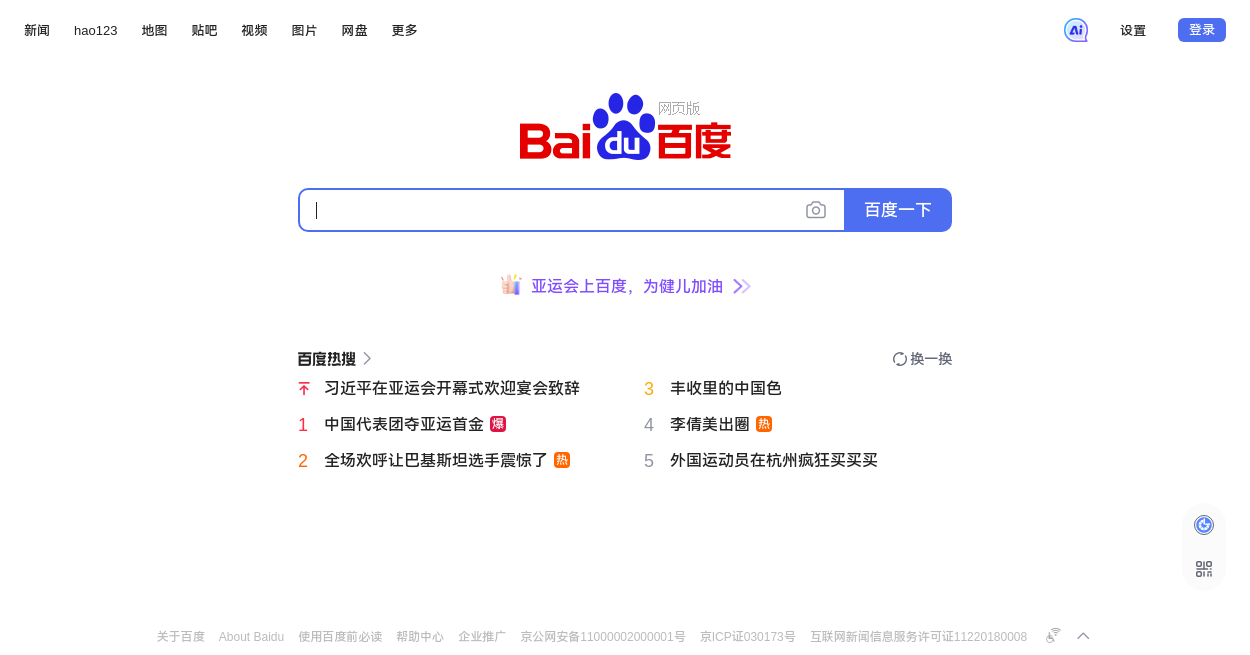 新闻 hao123 地图 贴吧 视频 图片 网盘 更多 Ai 设置 登录
网页版
Bai du 百度
百度一下
亚运会上百度，为健儿加油
百度热搜 换一换
习近平在亚运会开幕式欢迎宴会致辞
1 中国代表团夺亚运首金 爆
2 全场欢呼让巴基斯坦选手震惊了 热
3 丰收里的中国色
4 李倩美出圈 热
5 外国运动员在杭州疯狂买买买
关于百度 About Baidu 使用百度前必读 帮助中心 企业推广 京公网安备11000002000001号 京ICP证030173号 互联网新闻信息服务许可证11220180008